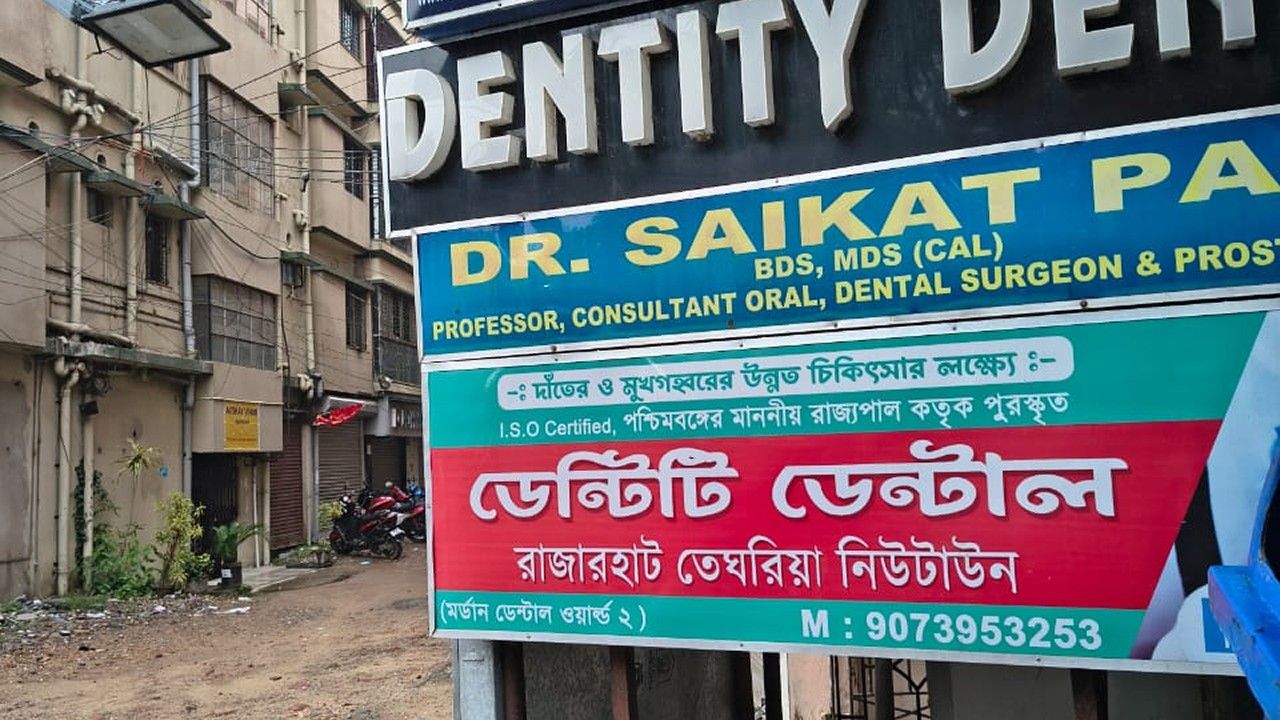 DENTITY DEN
DR. SAIKAT PA
BDS, MDS (CAL)
PROFESSOR, CONSULTANT ORAL, DENTAL SURGEON & PROS
-ঃ দাঁতের ও মুখগহ্বরের উন্নত চিকিৎসার লক্ষ্যে ঃ-
I.S.O Certified, পশ্চিমবঙ্গের মাননীয় রাজ্যপাল কতৃক পুরস্কৃত
ডেন্টিটি ডেন্টাল
রাজারহাট তেঘরিয়া নিউটাউন
(মর্ডান ডেন্টাল ওয়ার্ল্ড ২)
M : 9073953253